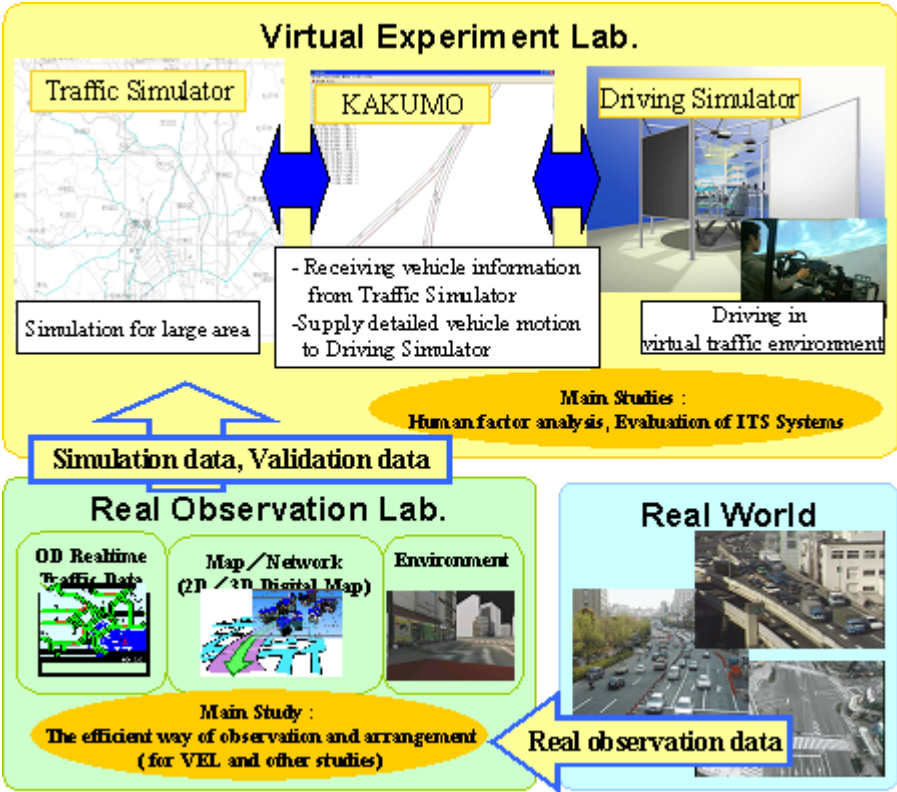 Virtual Experiment Lab.
Traffic Simulator
KAKUMO
Driving Simulator
- Receiving vehicle information
from Traffic Simulator
-Supply detailed vehicle motion
to Driving Simulator
Simulation for large area
Driving in
virtual traffic environment
Main Studies :
Human factor analysis, Evaluation of ITS Systems
Simulation data, Validation data
Real Observation Lab.
Real World
OD Realtime
Traffic Data
Map／Network
(2D／3D Digital Map)
Environment
Main Study :
The efficient way of observation and arrangement
( for VEL and other studies)
Real observation data